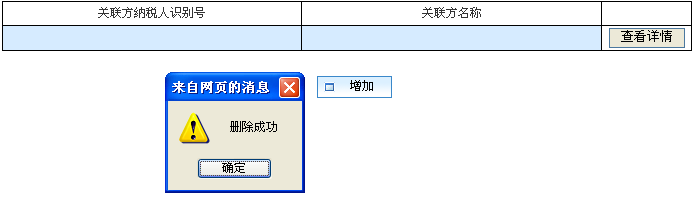 关联方纳税人识别号 关联方名称
查看详情
来自网页的消息
增加
删除成功
确定